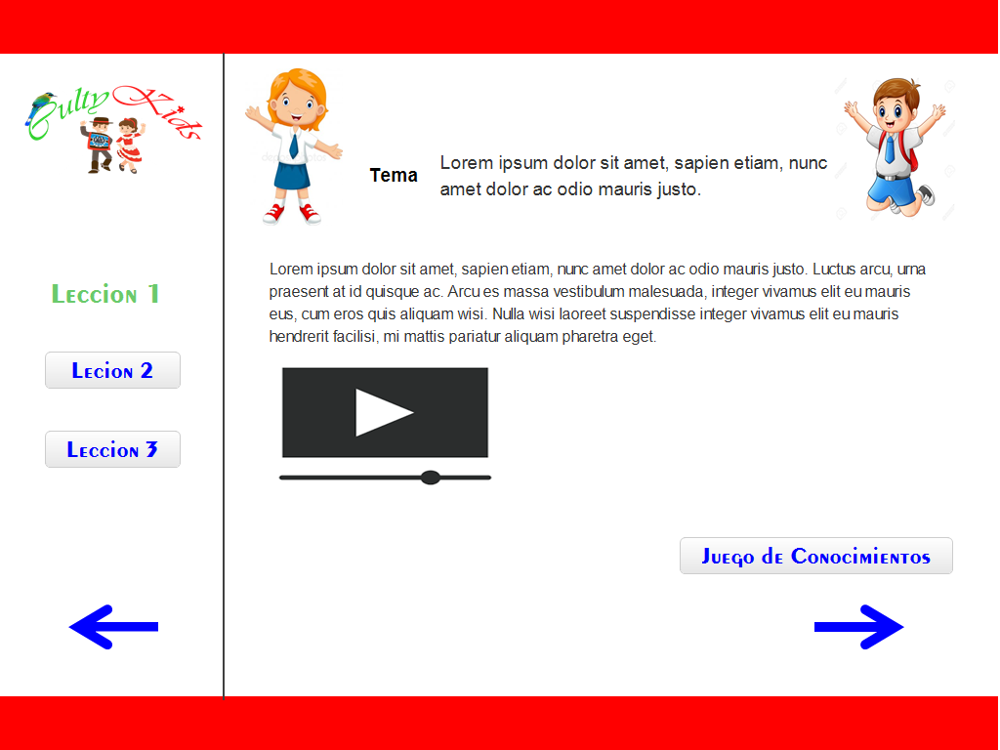 Culty Kids
Leccion 1
Lecion 2
Leccion 3
Tema
Lorem ipsum dolor sit amet, sapien etiam, nunc
amet dolor ac odio mauris justo.
Lorem ipsum dolor sit amet, sapien etiam, nunc amet dolor ac odio mauris justo. Luctus arcu, urna
praesent at id quisque ac. Arcu es massa vestibulum malesuada, integer vivamus elit eu mauris
eus, cum eros quis aliquam wisi. Nulla wisi laoreet suspendisse integer vivamus elit eu mauris
hendrerit facilisi, mi mattis pariatur aliquam pharetra eget.
Juego de Conocimientos